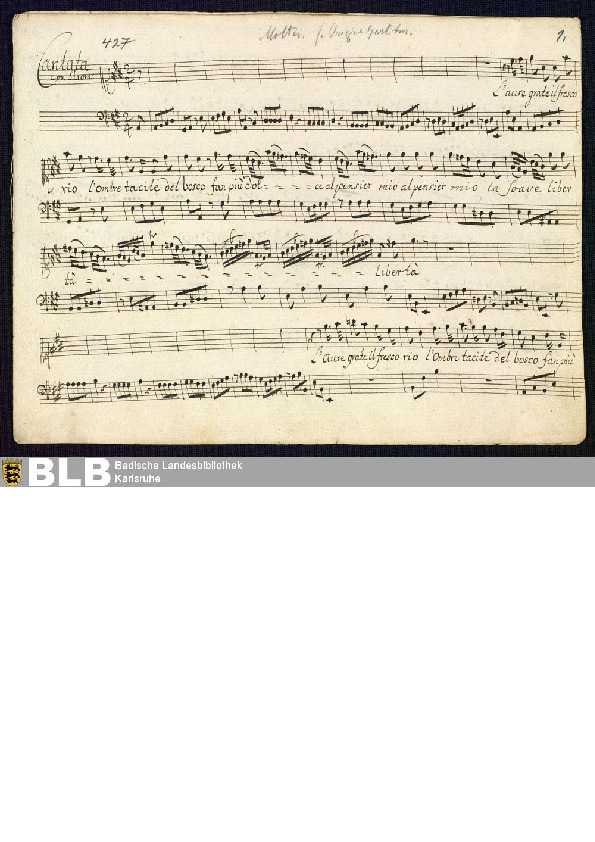 427 Molter.
1.
Cantata
con Strom:
L'aure grate il fresco
rio l'ombre tacite del bosco fan più dol - - - ce al pensier mio al pensier mio la soave liber
tà - - - - - - - - - - - - libertà
L'aure grate il fresco rio l'Ombre tacite del bosco fan più
BLB Badische Landesbibliothek
Karlsruhe